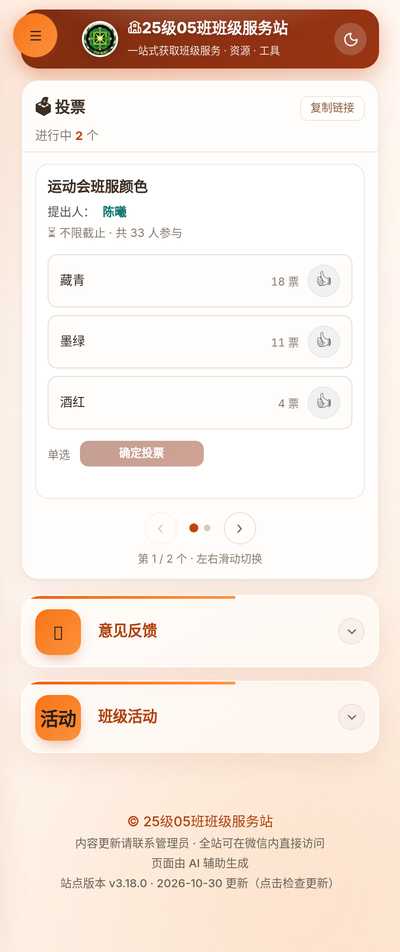 25级05班班级服务站
一站式获取班级服务 · 资源 · 工具
投票
复制链接
进行中 2 个
运动会班服颜色
提出人： 陈曦
不限截止 · 共 33 人参与
藏青
18 票
墨绿
11 票
酒红
4 票
单选
确定投票
第 1 / 2 个 · 左右滑动切换
意见反馈
活动
班级活动
© 25级05班班级服务站
内容更新请联系管理员 · 全站可在微信内直接访问
页面由 AI 辅助生成
站点版本 v3.18.0 · 2026-10-30 更新（点击检查更新）